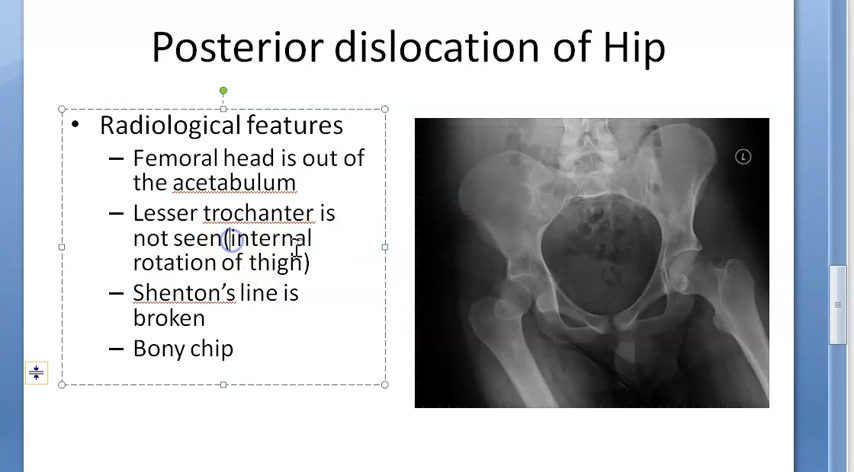 Posterior dislocation of Hip
• Radiological features
– Femoral head is out of
the acetabulum
– Lesser trochanter is
not seen(internal
rotation of thigh)
– Shenton's line is
broken
– Bony chip
L